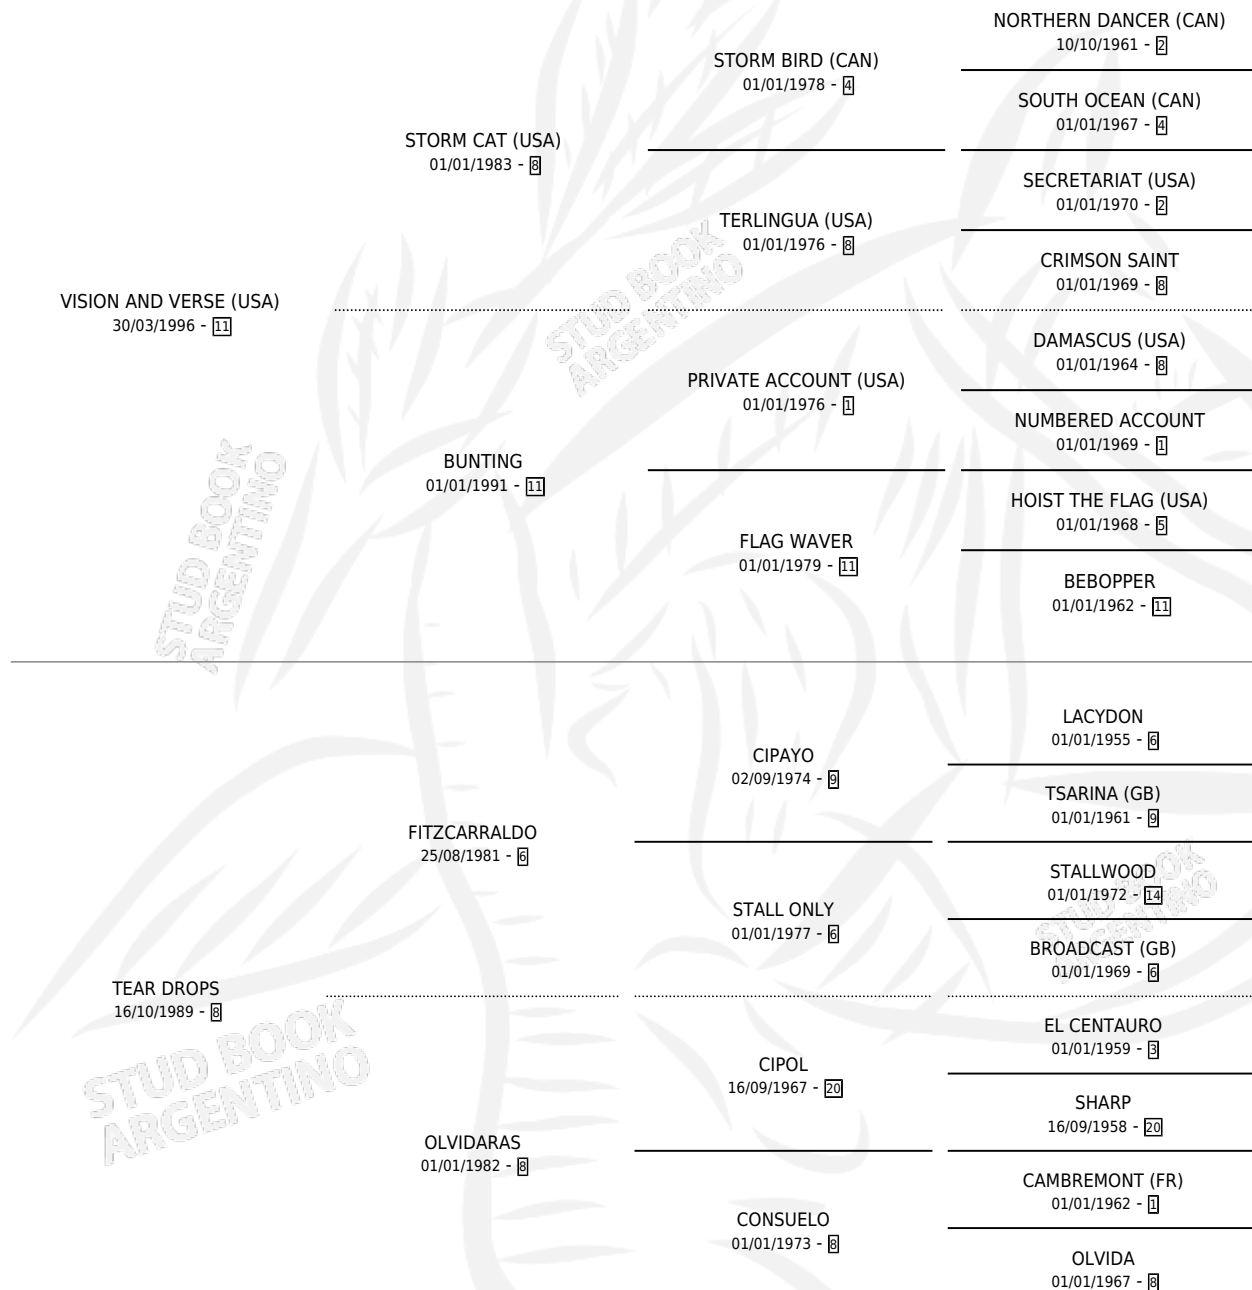 NORTHERN DANCER (CAN)
10/10/1961 - 2
STORM BIRD (CAN)
01/01/1978 - 4
SOUTH OCEAN (CAN)
01/01/1967 - 4
STORM CAT (USA)
01/01/1983 - 8
SECRETARIAT (USA)
01/01/1970 - 2
TERLINGUA (USA)
01/01/1976 - 8
CRIMSON SAINT
01/01/1969 - 8
VISION AND VERSE (USA)
30/03/1996 - 11
DAMASCUS (USA)
01/01/1964 - 8
PRIVATE ACCOUNT (USA)
01/01/1976 - 1
NUMBERED ACCOUNT
01/01/1969 - 1
BUNTING
01/01/1991 - 11
HOIST THE FLAG (USA)
01/01/1968 - 5
FLAG WAVER
01/01/1979 - 11
BEBOPPER
01/01/1962 - 11
LACYDON
01/01/1955 - 6
CIPAYO
02/09/1974 - 9
TSARINA (GB)
01/01/1961 - 9
FITZCARRALDO
25/08/1981 - 6
STALLWOOD
01/01/1972 - 14
STALL ONLY
01/01/1977 - 6
BROADCAST (GB)
01/01/1969 - 6
TEAR DROPS
16/10/1989 - 8
EL CENTAURO
01/01/1959 - 3
CIPOL
16/09/1967 - 20
SHARP
16/09/1958 - 20
OLVIDARAS
01/01/1982 - 8
CAMBREMONT (FR)
01/01/1962 - 1
CONSUELO
01/01/1973 - 8
OLVIDA
01/01/1967 - 8
STUD BOOK
ARGENTINO
STUD BOOK
ARGENTINO
STUD BOOK
ARGENTINO
STUD BOOK
ARGENTINO